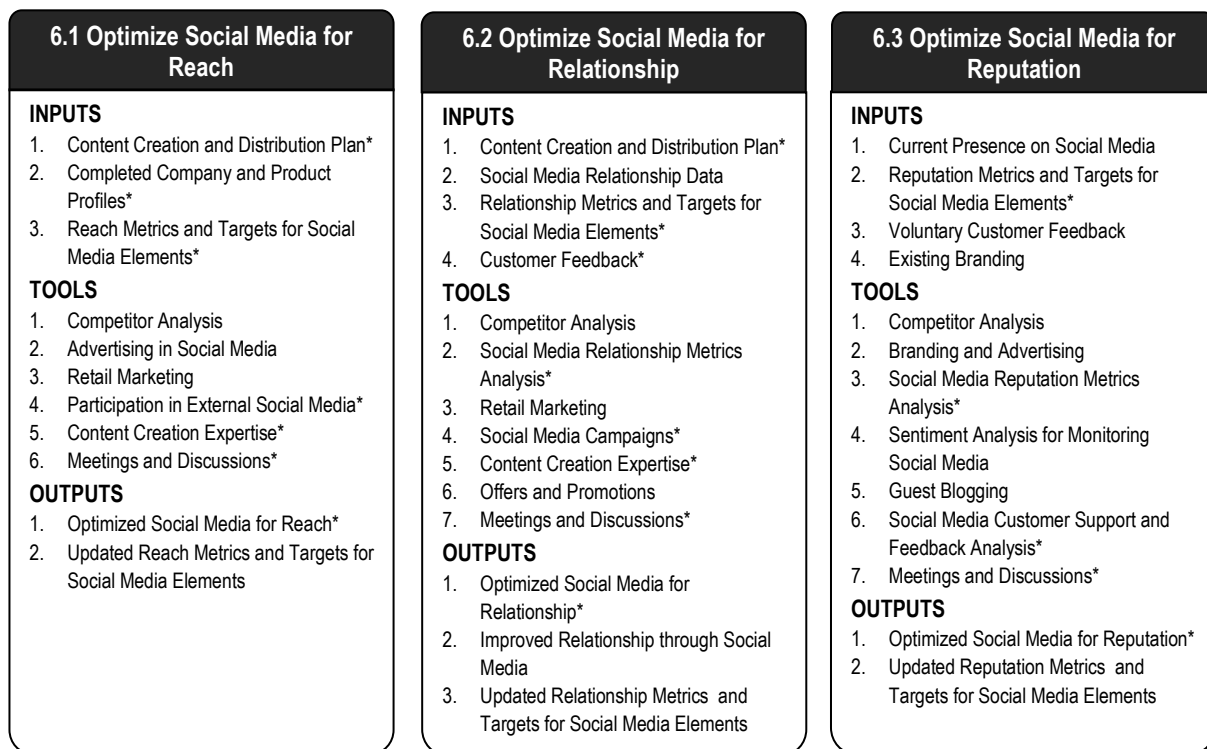 6.1 Optimize Social Media for
Reach
INPUTS
1. Content Creation and Distribution Plan*
2. Completed Company and Product
Profiles*
3. Reach Metrics and Targets for Social
Media Elements*
TOOLS
1. Competitor Analysis
2. Advertising in Social Media
3. Retail Marketing
4. Participation in External Social Media*
5. Content Creation Expertise*
6. Meetings and Discussions*
OUTPUTS
1. Optimized Social Media for Reach*
2. Updated Reach Metrics and Targets for
Social Media Elements
6.2 Optimize Social Media for
Relationship
INPUTS
1. Content Creation and Distribution Plan*
2. Social Media Relationship Data
3. Relationship Metrics and Targets for
Social Media Elements*
4. Customer Feedback*
TOOLS
1. Competitor Analysis
2. Social Media Relationship Metrics
Analysis*
3. Retail Marketing
4. Social Media Campaigns*
5. Content Creation Expertise*
6. Offers and Promotions
7. Meetings and Discussions*
OUTPUTS
1. Optimized Social Media for
Relationship*
2. Improved Relationship through Social
Media
3. Updated Relationship Metrics and
Targets for Social Media Elements
6.3 Optimize Social Media for
Reputation
INPUTS
1. Current Presence on Social Media
2. Reputation Metrics and Targets for
Social Media Elements*
3. Voluntary Customer Feedback
4. Existing Branding
TOOLS
1. Competitor Analysis
2. Branding and Advertising
3. Social Media Reputation Metrics
Analysis*
4. Sentiment Analysis for Monitoring
Social Media
5. Guest Blogging
6. Social Media Customer Support and
Feedback Analysis*
7. Meetings and Discussions*
OUTPUTS
1. Optimized Social Media for Reputation*
2. Updated Reputation Metrics and
Targets for Social Media Elements